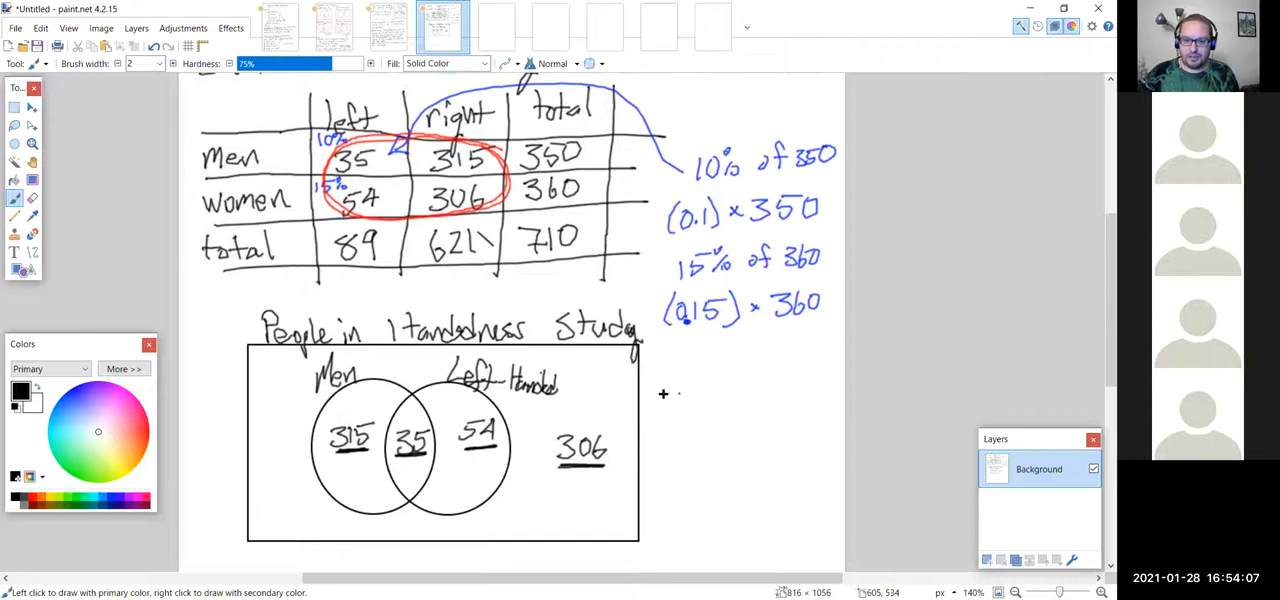 *Untitled - paint.net 4.2.15
File Edit View Image Layers Adjustments Effects
Tool: Brush width: 2 Hardness: 75% Fill: Solid Color Normal
To...
left right total
10%
men 35 315 350
15%
women 54 306 360
total 89 621 710
10% of 350
(0.1) × 350
15% of 360
(0.15) × 360
People in Handedness Study
Men Left-Handed
315 35 54 306
Colors
Primary More >>
Layers
Background
Left click to draw with primary color, right click to draw with secondary color.
816 x 1056 605, 534 px 140%
2021-01-28 16:54:07